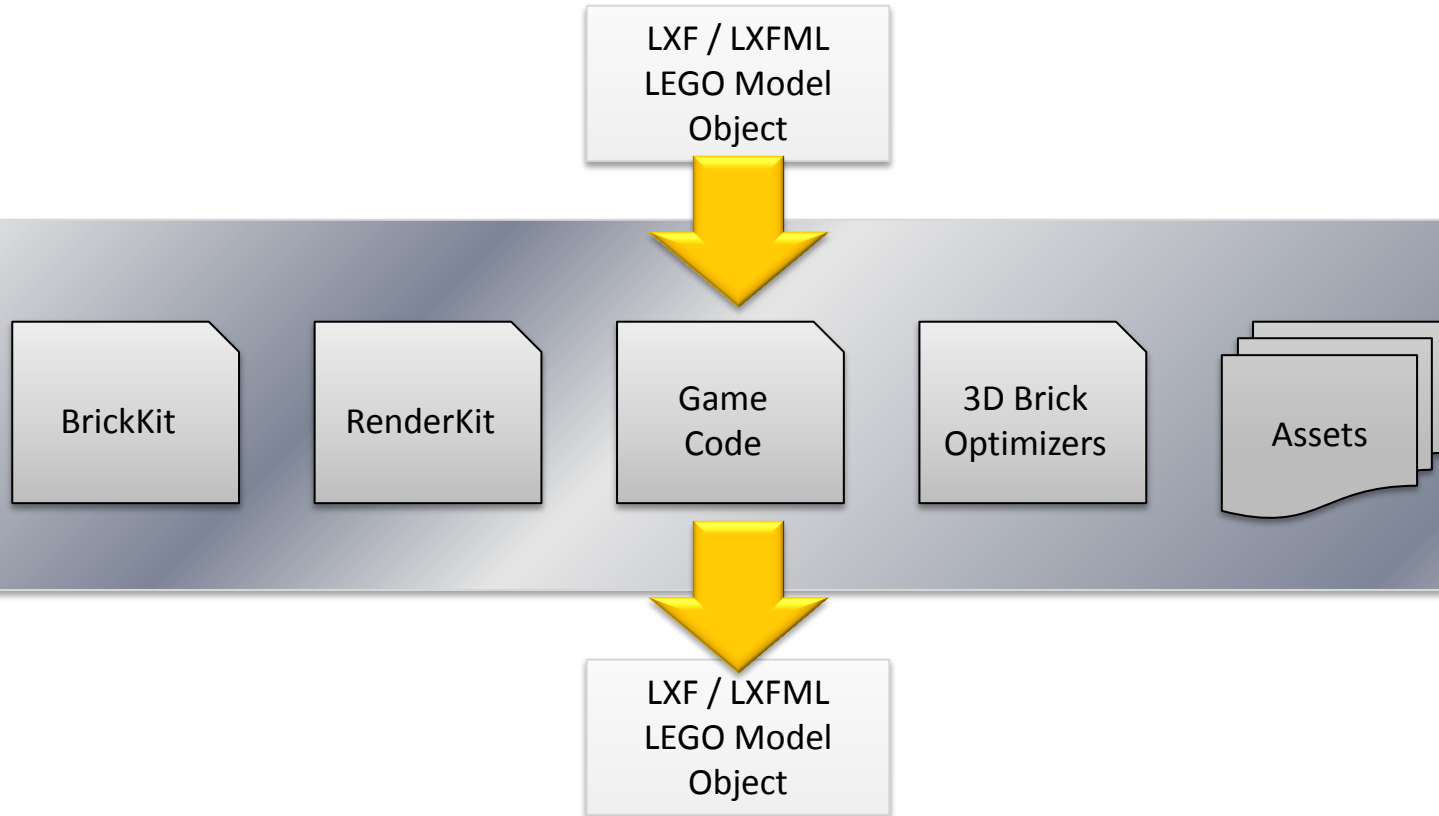 LXF / LXFML
LEGO Model
Object
BrickKit
RenderKit
Game
Code
3D Brick
Optimizers
Assets
LXF / LXFML
LEGO Model
Object